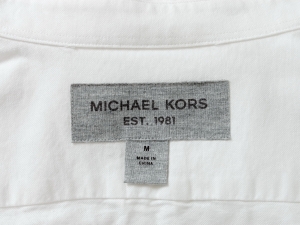 MICHAEL KORS
EST. 1981
M
MADE IN
CHINA